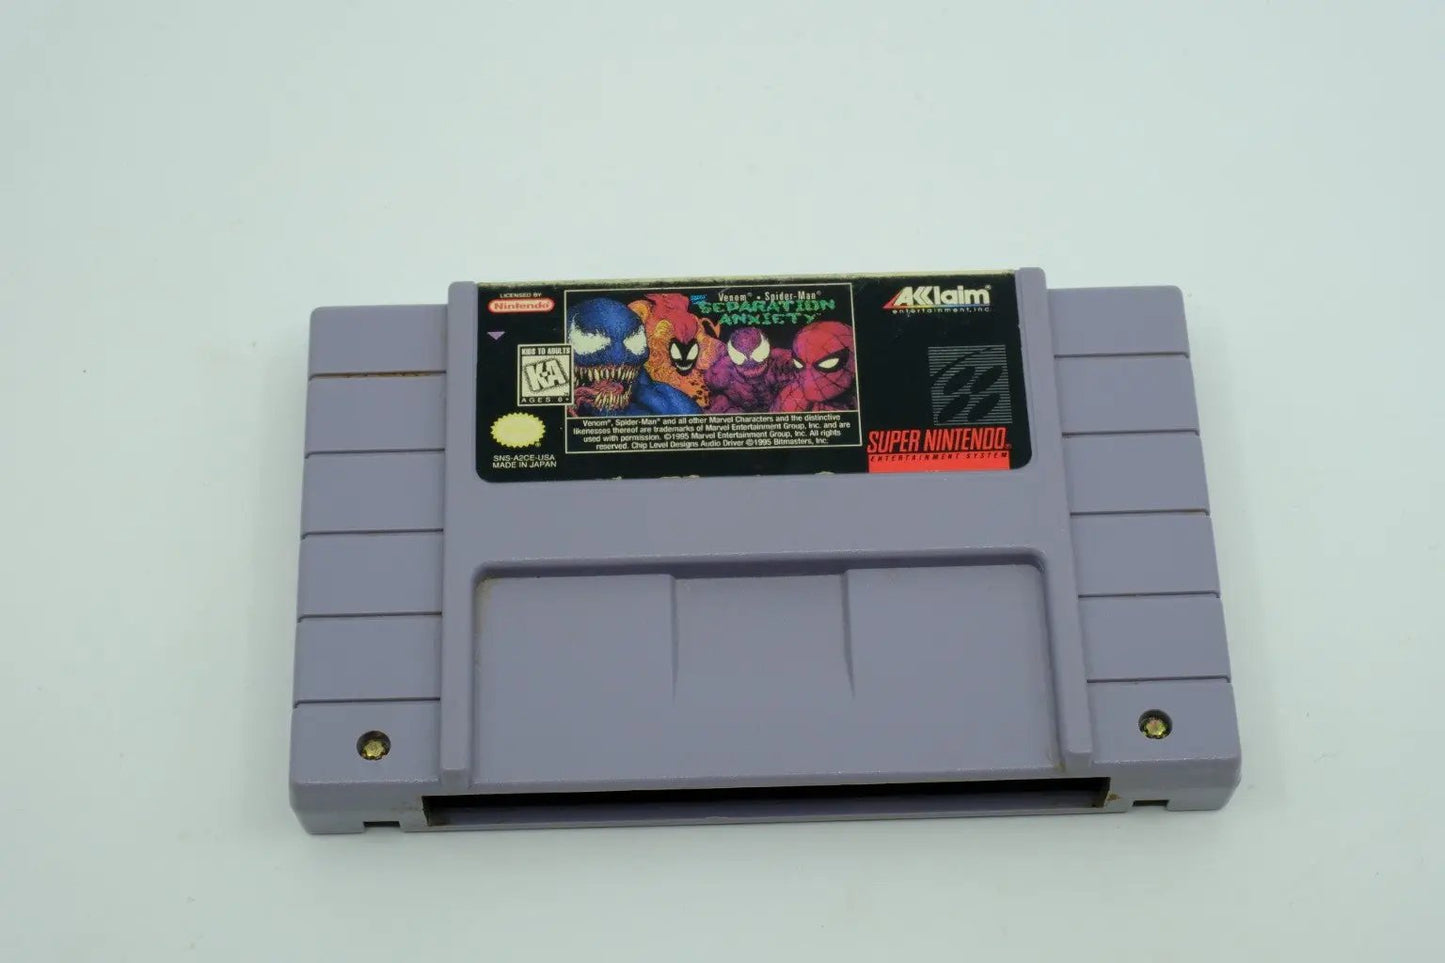 LICENSED BY
Nintendo
KIDS TO ADULTS
K-A
AGES 6+
SNS-A2CE-USA
MADE IN JAPAN
Venom® • Spider-Man®
SEPARATION
ANXIETY
Venom®, Spider-Man® and all other Marvel Characters and the distinctive
likenesses thereof are trademarks of Marvel Entertainment Group, Inc. and are
used with permission. ©1995 Marvel Entertainment Group, Inc. All rights
reserved. Chip Level Designs Audio Driver ©1995 Bitmasters, Inc.
AKKlaim®
entertainment, inc.
SUPER NINTENDO®
ENTERTAINMENT SYSTEM